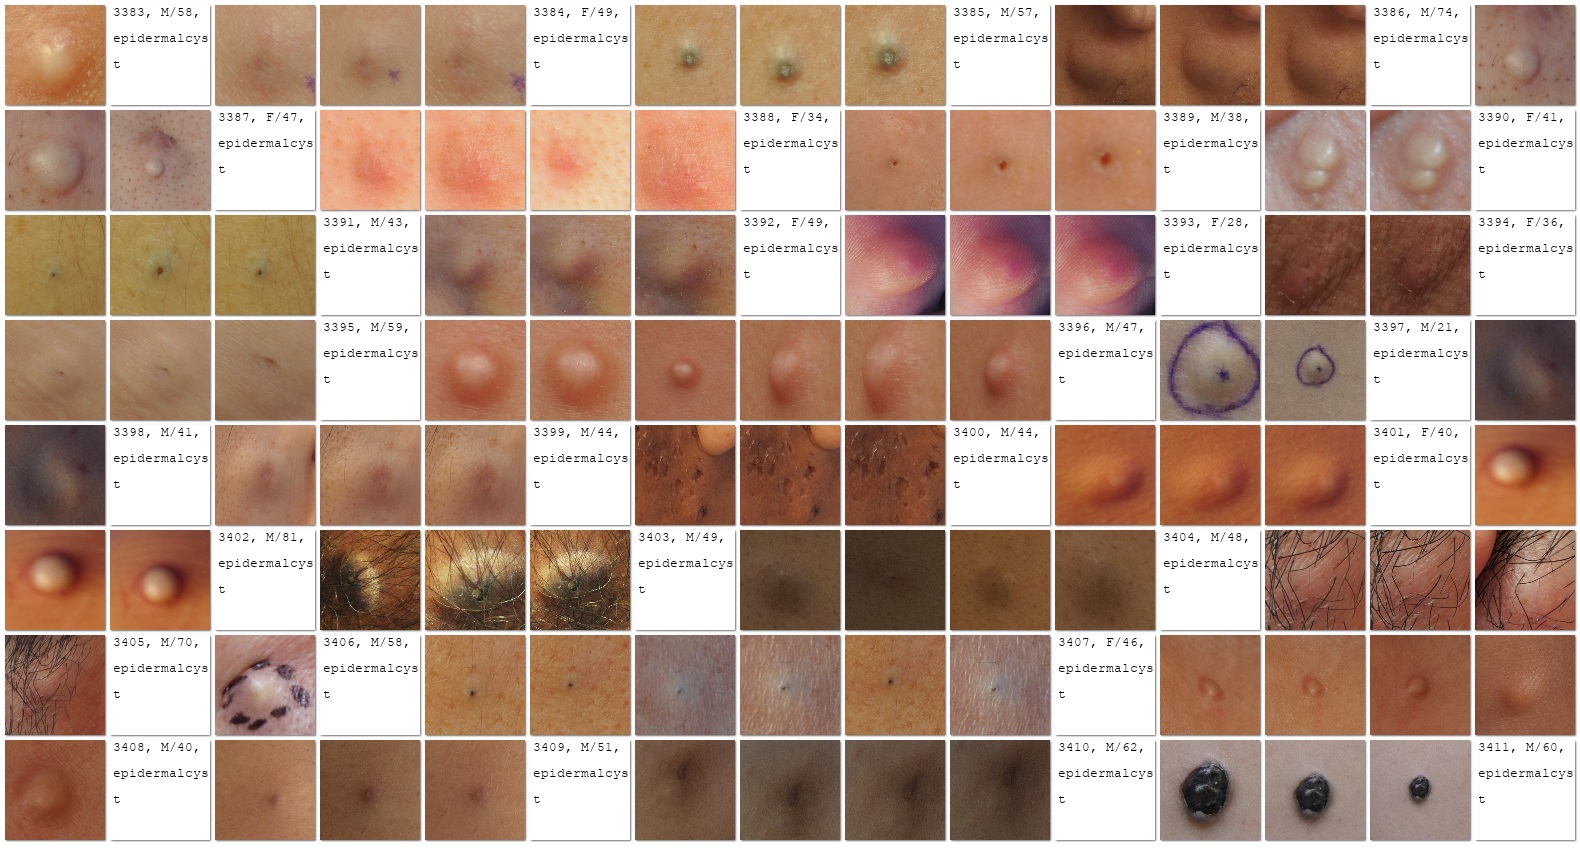 3383, M/58,
epidermalcys
t
3384, F/49,
epidermalcys
t
3385, M/57,
epidermalcys
t
3386, M/74,
epidermalcys
t
3387, F/47,
epidermalcys
t
3388, F/34,
epidermalcys
t
3389, M/38,
epidermalcys
t
3390, F/41,
epidermalcys
t
3391, M/43,
epidermalcys
t
3392, F/49,
epidermalcys
t
3393, F/28,
epidermalcys
t
3394, F/36,
epidermalcys
t
3395, M/59,
epidermalcys
t
3396, M/47,
epidermalcys
t
3397, M/21,
epidermalcys
t
3398, M/41,
epidermalcys
t
3399, M/44,
epidermalcys
t
3400, M/44,
epidermalcys
t
3401, F/40,
epidermalcys
t
3402, M/81,
epidermalcys
t
3403, M/49,
epidermalcys
t
3404, M/48,
epidermalcys
t
3405, M/70,
epidermalcys
t
3406, M/58,
epidermalcys
t
3407, F/46,
epidermalcys
t
3408, M/40,
epidermalcys
t
3409, M/51,
epidermalcys
t
3410, M/62,
epidermalcys
t
3411, M/60,
epidermalcys
t